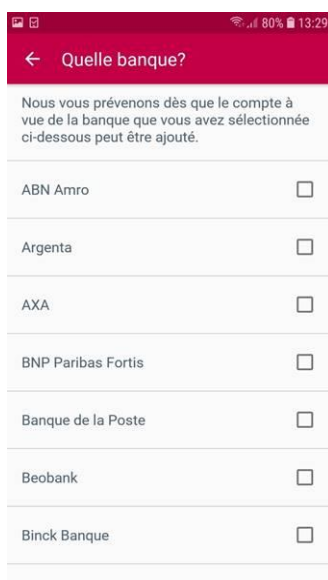 80% 13:29
Quelle banque?
Nous vous prévenons dès que le compte à
vue de la banque que vous avez sélectionnée
ci-dessous peut être ajouté.
ABN Amro
Argenta
AXA
BNP Paribas Fortis
Banque de la Poste
Beobank
Binck Banque